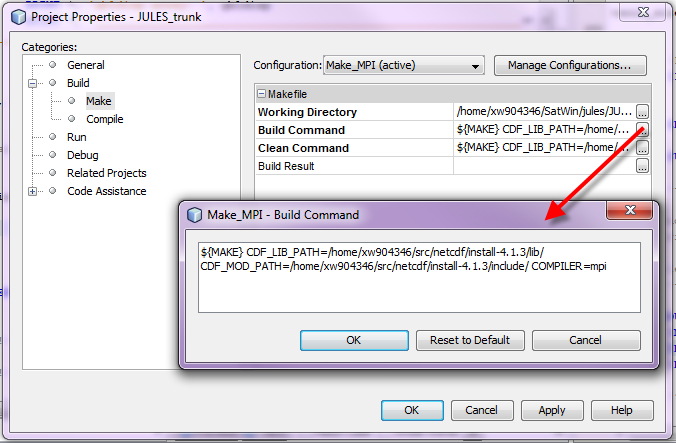 Project Properties - JULES_trunk
Categories:
General
Build
Make
Compile
Run
Debug
Related Projects
Code Assistance
Configuration: Make_MPI (active) Manage Configurations...
Makefile
Working Directory /home/xw904346/SatWin/jules/JU... ...
Build Command ${MAKE} CDF_LIB_PATH=/home/... ...
Clean Command ${MAKE} CDF_LIB_PATH=/home/... ...
Build Result ...
Make_MPI - Build Command
${MAKE} CDF_LIB_PATH=/home/xw904346/src/netcdf/install-4.1.3/lib/
CDF_MOD_PATH=/home/xw904346/src/netcdf/install-4.1.3/include/ COMPILER=mpi
OK Reset to Default Cancel
OK Cancel Apply Help